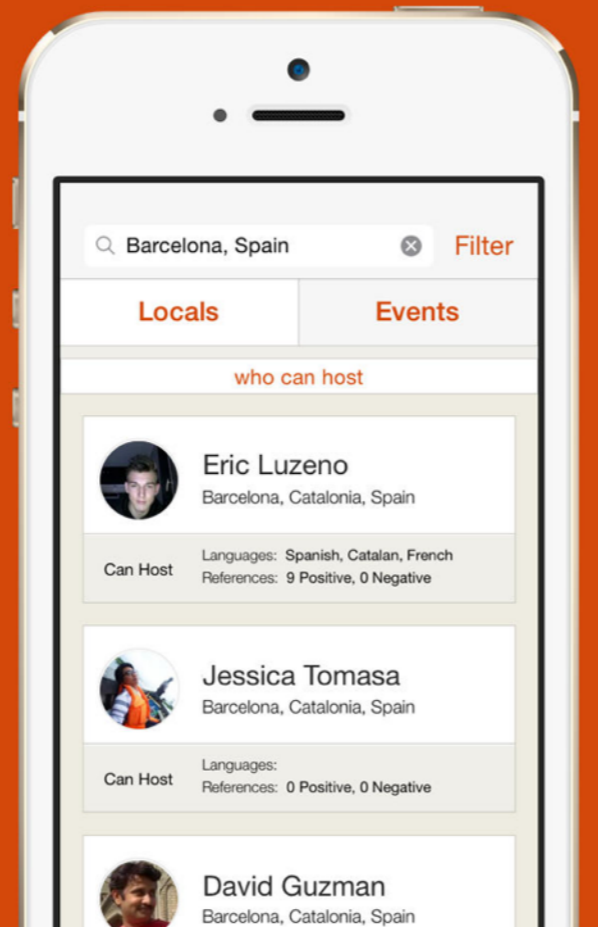 Barcelona, Spain
Filter
Locals
Events
who can host
Eric Luzeno
Barcelona, Catalonia, Spain
Can Host
Languages: Spanish, Catalan, French
References: 9 Positive, 0 Negative
Jessica Tomasa
Barcelona, Catalonia, Spain
Can Host
Languages:
References: 0 Positive, 0 Negative
David Guzman
Barcelona, Catalonia, Spain